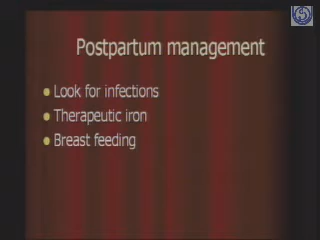 Postpartum management
Look for infections
Therapeutic iron
Breast feeding